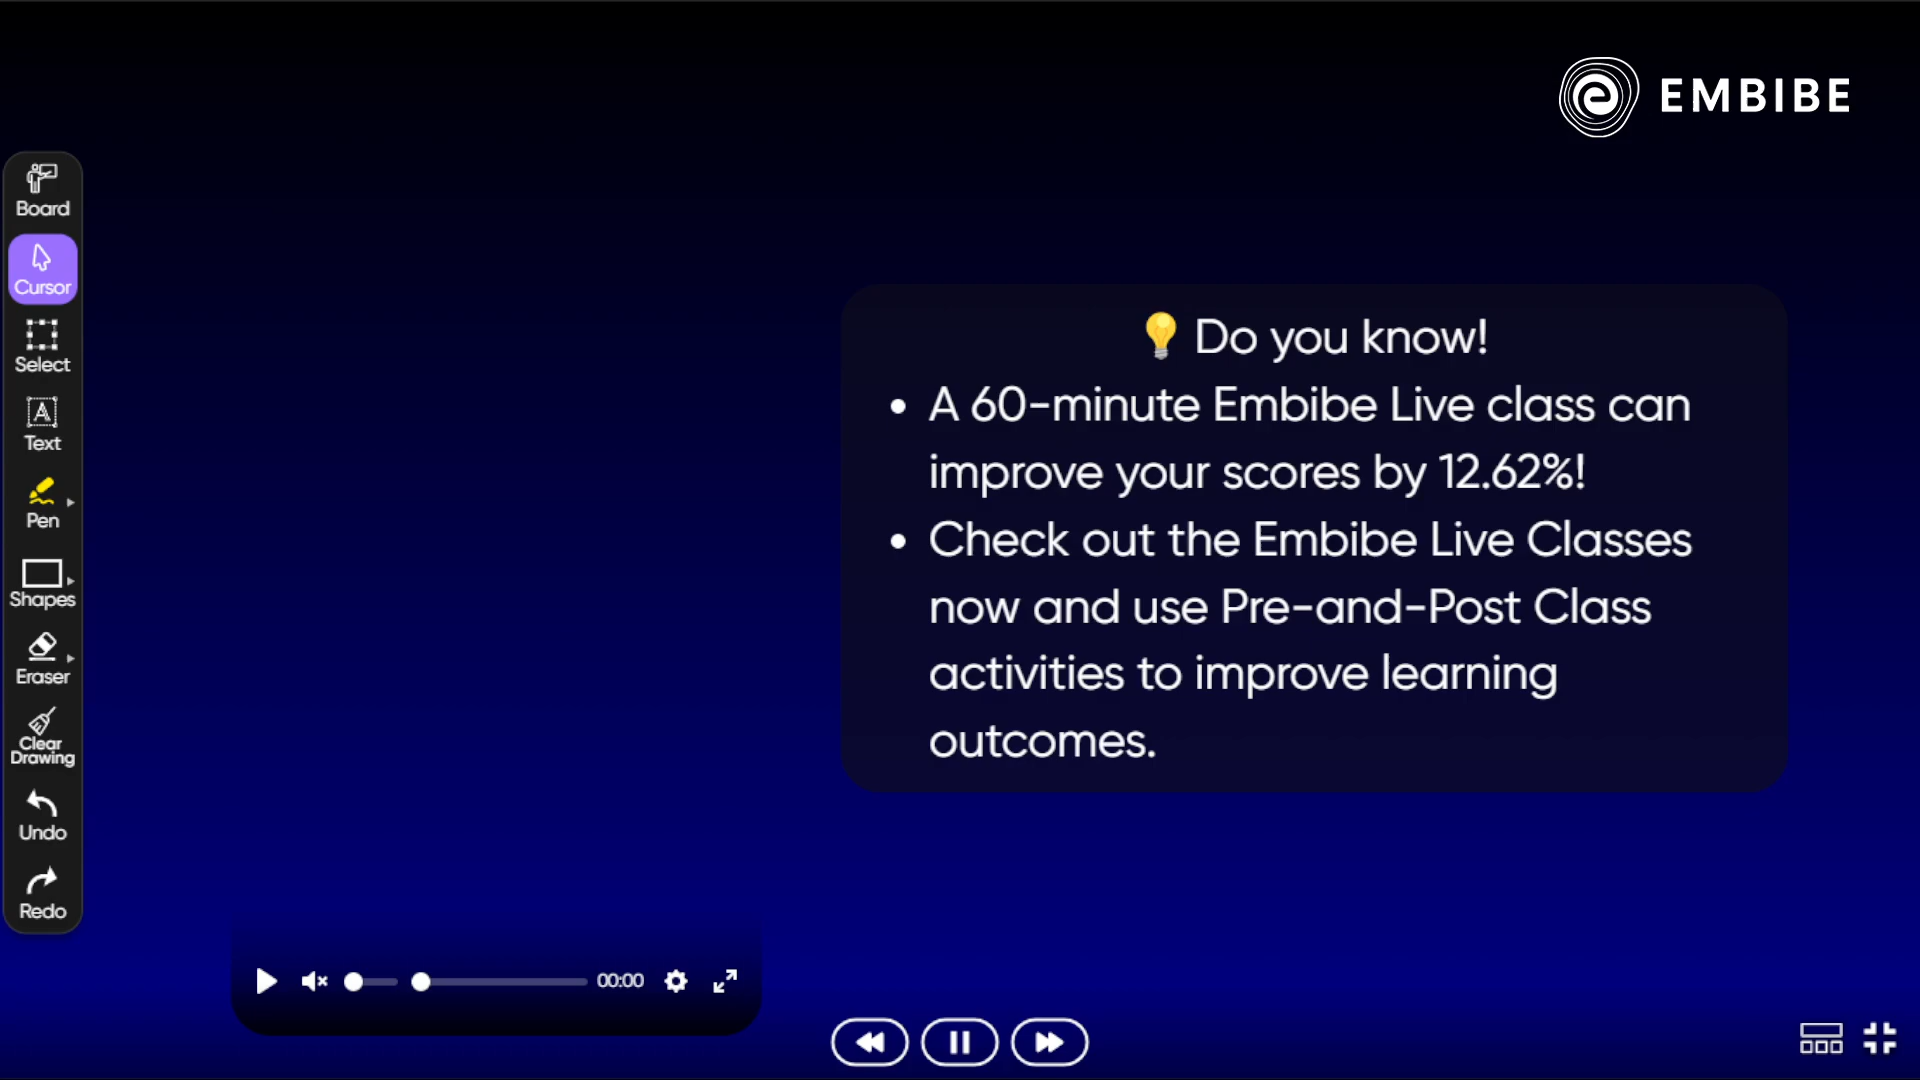 EMBIBE
Board
Cursor
Select
Text
Pen
Shapes
Eraser
Clear
Drawing
Undo
Redo
💡 Do you know!
• A 60-minute Embibe Live class can
improve your scores by 12.62%!
• Check out the Embibe Live Classes
now and use Pre-and-Post Class
activities to improve learning
outcomes.
00:00